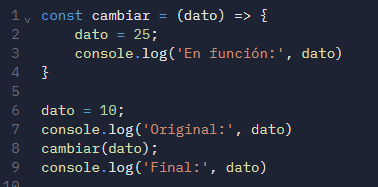 1 const cambiar = (dato) => {
2     dato = 25;
3     console.log('En función:', dato)
4 }
5
6 dato = 10;
7 console.log('Original:', dato)
8 cambiar(dato);
9 console.log('Final:', dato)